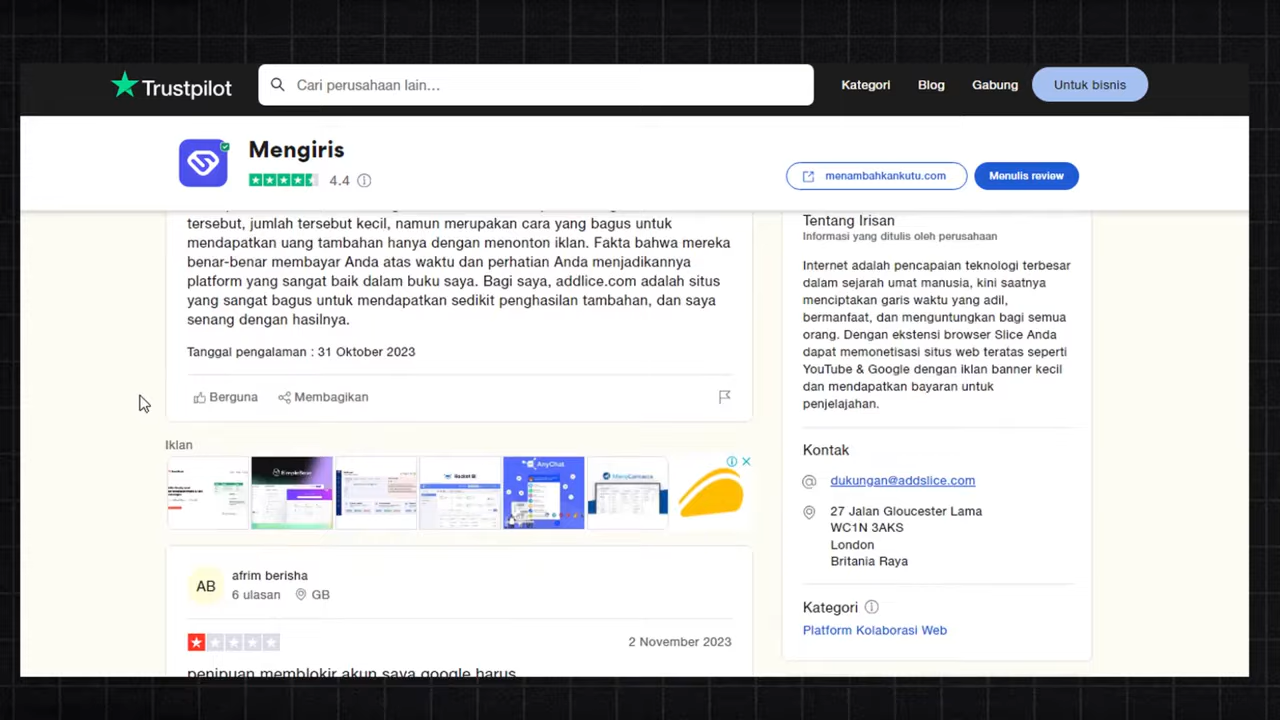 Trustpilot
Cari perusahaan lain...
Kategori
Blog
Gabung
Untuk bisnis
Mengiris
4.4
menambahkankutu.com
Menulis review
tersebut, jumlah tersebut kecil, namun merupakan cara yang bagus untuk
mendapatkan uang tambahan hanya dengan menonton iklan. Fakta bahwa mereka
benar-benar membayar Anda atas waktu dan perhatian Anda menjadikannya
platform yang sangat baik dalam buku saya. Bagi saya, addlice.com adalah situs
yang sangat bagus untuk mendapatkan sedikit penghasilan tambahan, dan saya
senang dengan hasilnya.
Tanggal pengalaman : 31 Oktober 2023
Berguna
Membagikan
Iklan
AnyChat
AB
afrim berisha
6 ulasan
GB
2 November 2023
penipuan memblokir akun saya google harus
Tentang Irisan
Informasi yang ditulis oleh perusahaan
Internet adalah pencapaian teknologi terbesar
dalam sejarah umat manusia, kini saatnya
menciptakan garis waktu yang adil,
bermanfaat, dan menguntungkan bagi semua
orang. Dengan ekstensi browser Slice Anda
dapat memonetisasi situs web teratas seperti
YouTube & Google dengan iklan banner kecil
dan mendapatkan bayaran untuk
penjelajahan.
Kontak
dukungan@addslice.com
27 Jalan Gloucester Lama
WC1N 3AKS
London
Britania Raya
Kategori
Platform Kolaborasi Web